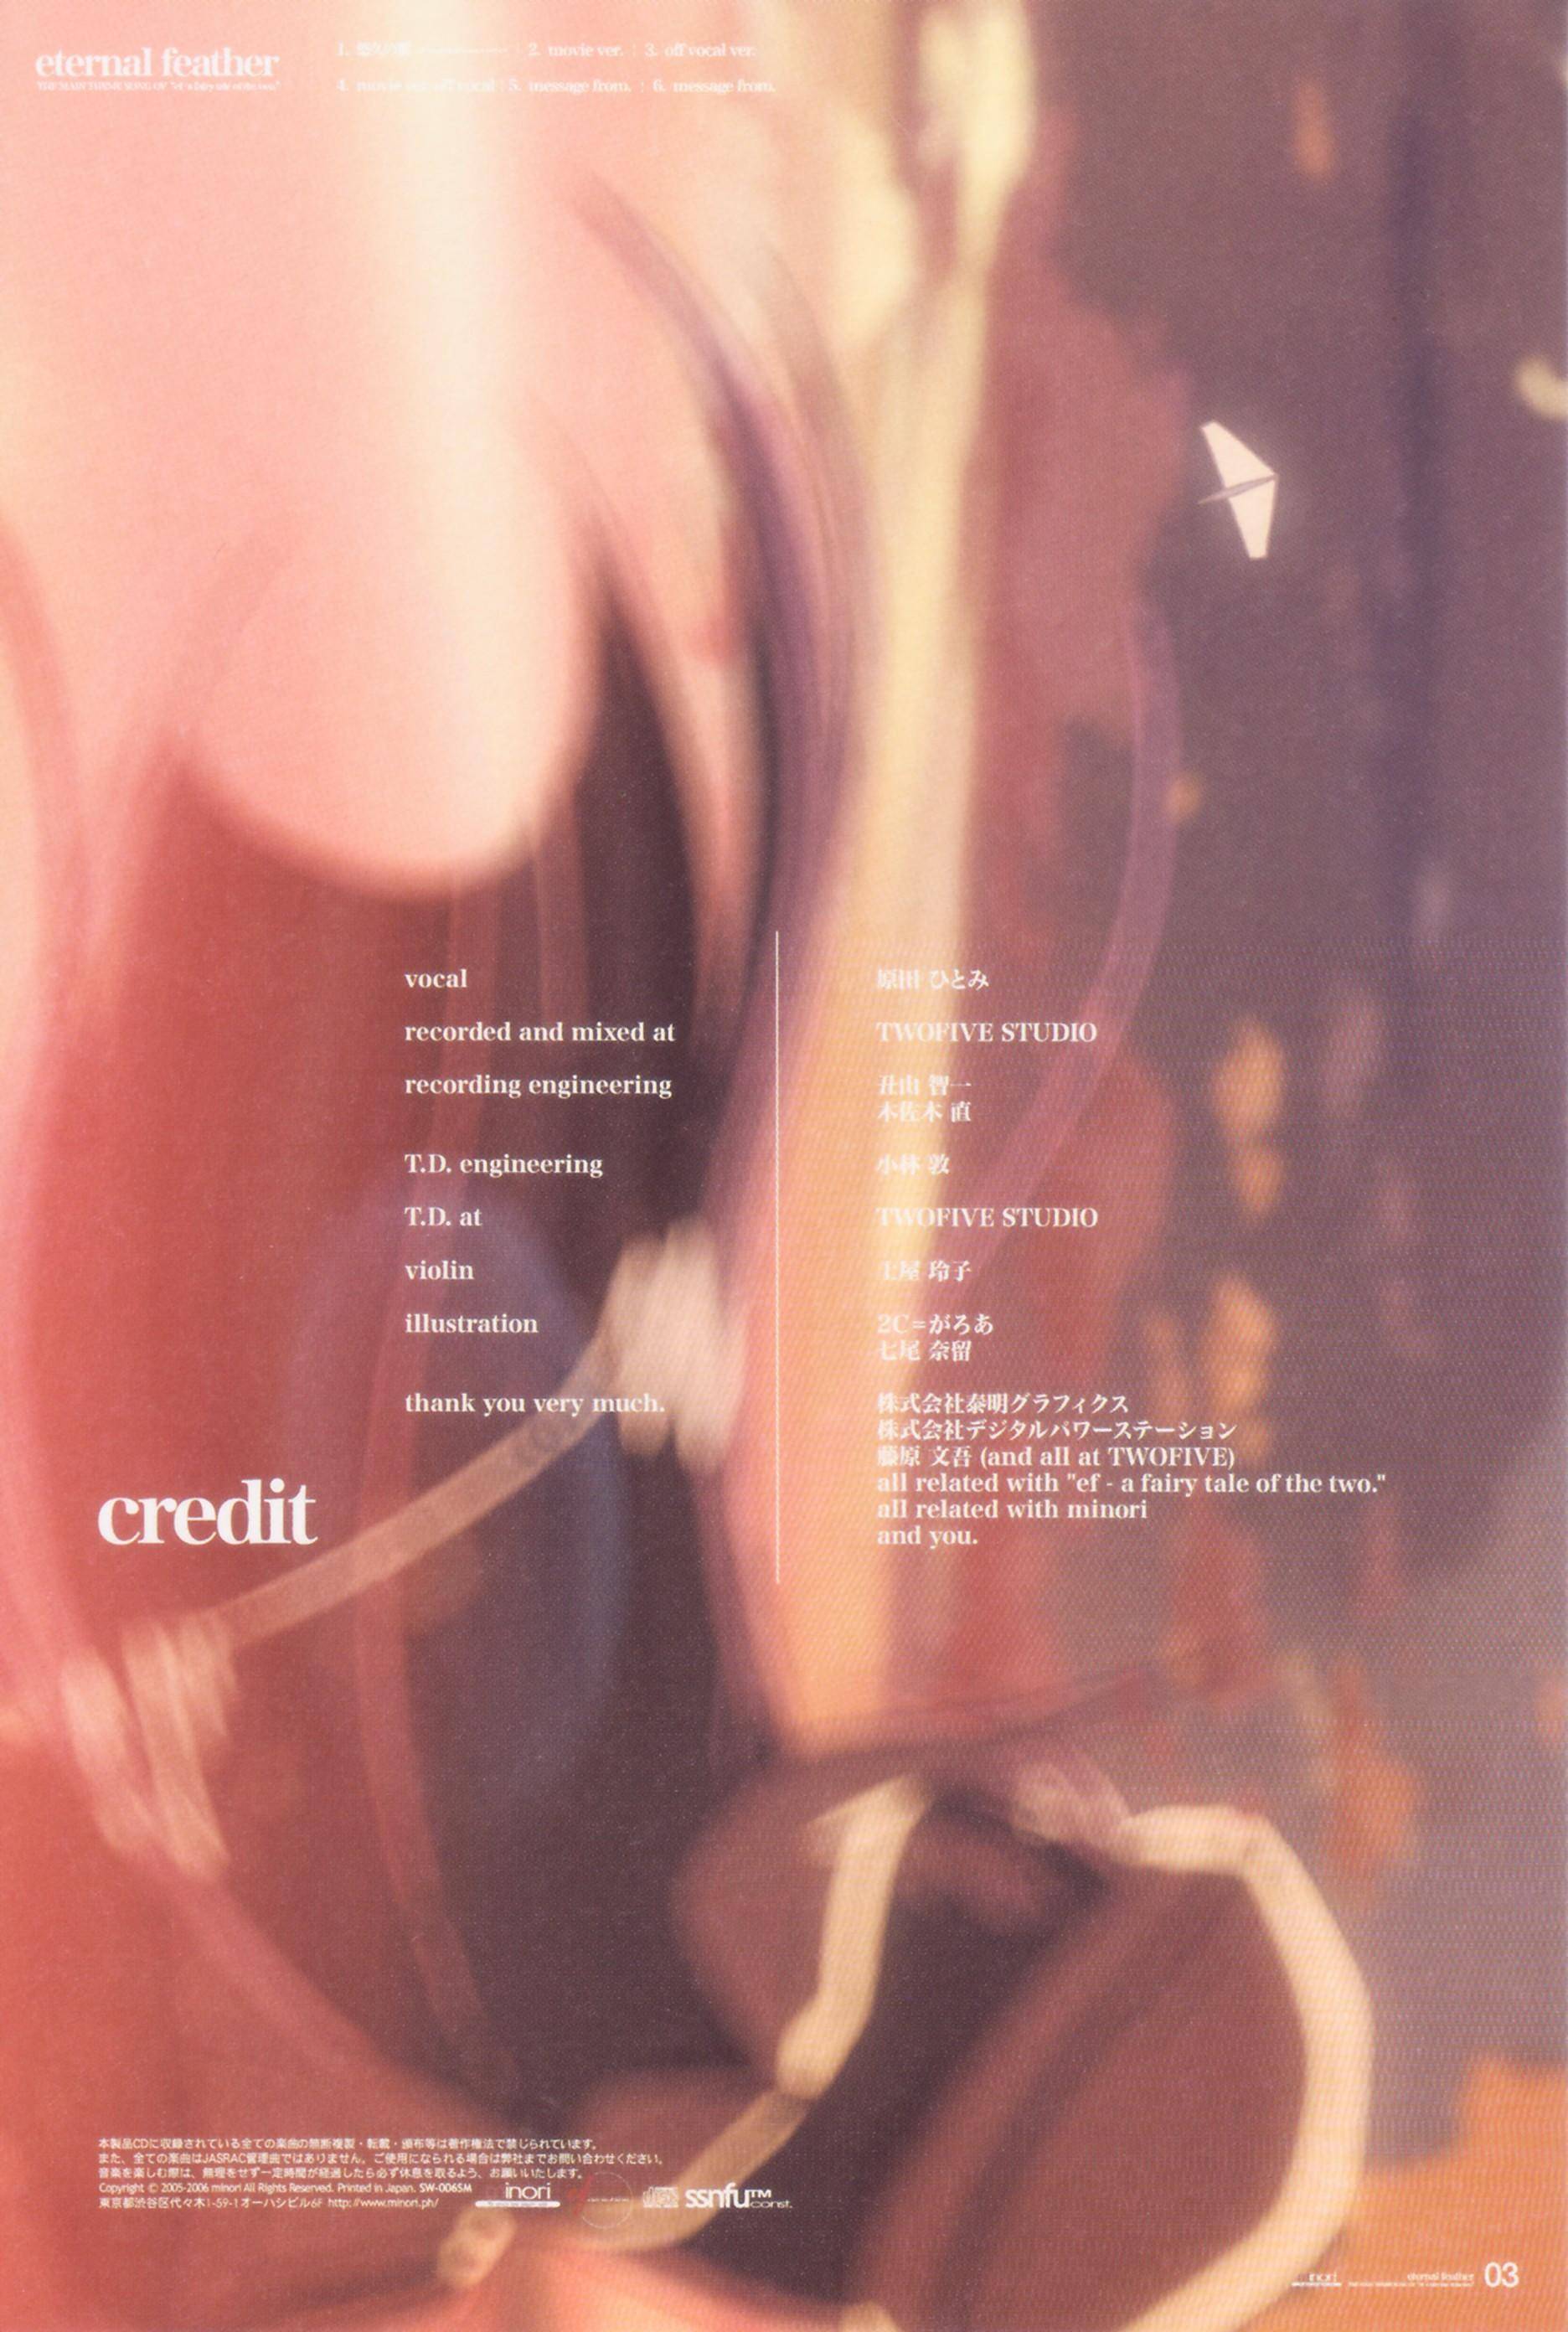 eternal feather
1. 悠久の翼 2. movie ver. : 3. off vocal ver.
THE MAIN THEME SONG OF "ef - a fairy tale of the two."
4. movie ver. off vocal : 5. message from. : 6. message from.
vocal 原田 ひとみ
recorded and mixed at TWOFIVE STUDIO
recording engineering 丑山 智一
木佐木 直
T.D. engineering 小林 敦
T.D. at TWOFIVE STUDIO
violin 土屋 玲子
illustration 2C=がろあ
七尾 奈留
thank you very much. 株式会社泰明グラフィクス
株式会社デジタルパワーステーション
藤原 文吾 (and all at TWOFIVE)
all related with "ef - a fairy tale of the two."
all related with minori
and you.
credit
本製品CDに収録されている全ての楽曲の無断複製・転載・頒布等は著作権法で禁じられています。
また、全ての楽曲はJASRAC管理曲ではありません。ご使用になられる場合は弊社までお問い合わせください。
音楽を楽しむ際は、無理をせず一定時間が経過したら必ず休息を取るよう、お願いいたします。
Copyright © 2005-2006 minori All Rights Reserved. Printed in Japan. SW-006SM
東京都渋谷区代々木1-59-1オーハシビル6F http://www.minori.ph/
inori ssnfu™ const.
inori eternal feather 03